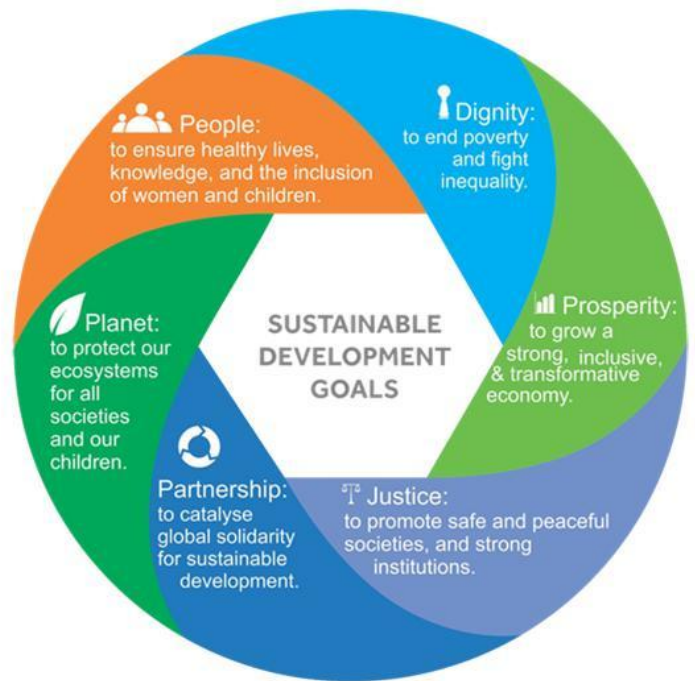 People:
to ensure healthy lives,
knowledge, and the inclusion
of women and children.
Dignity:
to end poverty
and fight
inequality.
Prosperity:
to grow a
strong, inclusive,
& transformative
economy.
Justice:
to promote safe and peaceful
societies, and strong
institutions.
Partnership:
to catalyse
global solidarity
for sustainable
development.
Planet:
to protect our
ecosystems
for all
societies
and our
children.
SUSTAINABLE
DEVELOPMENT
GOALS